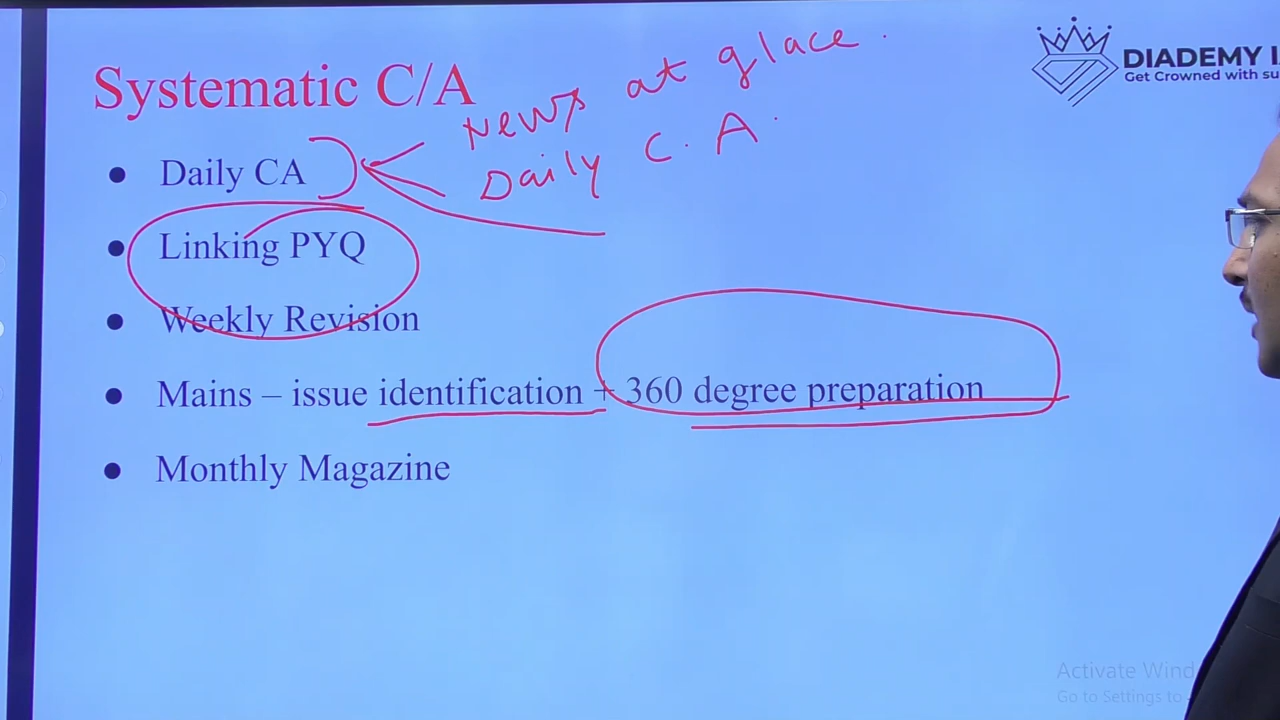 Systematic C/A
News at glace.
DIADEMY I
Get Crowned with su
Daily CA
Daily C.A.
Linking PYQ
Weekly Revision
Mains – issue identification + 360 degree preparation
Monthly Magazine
Activate Wind
Go to Settings to